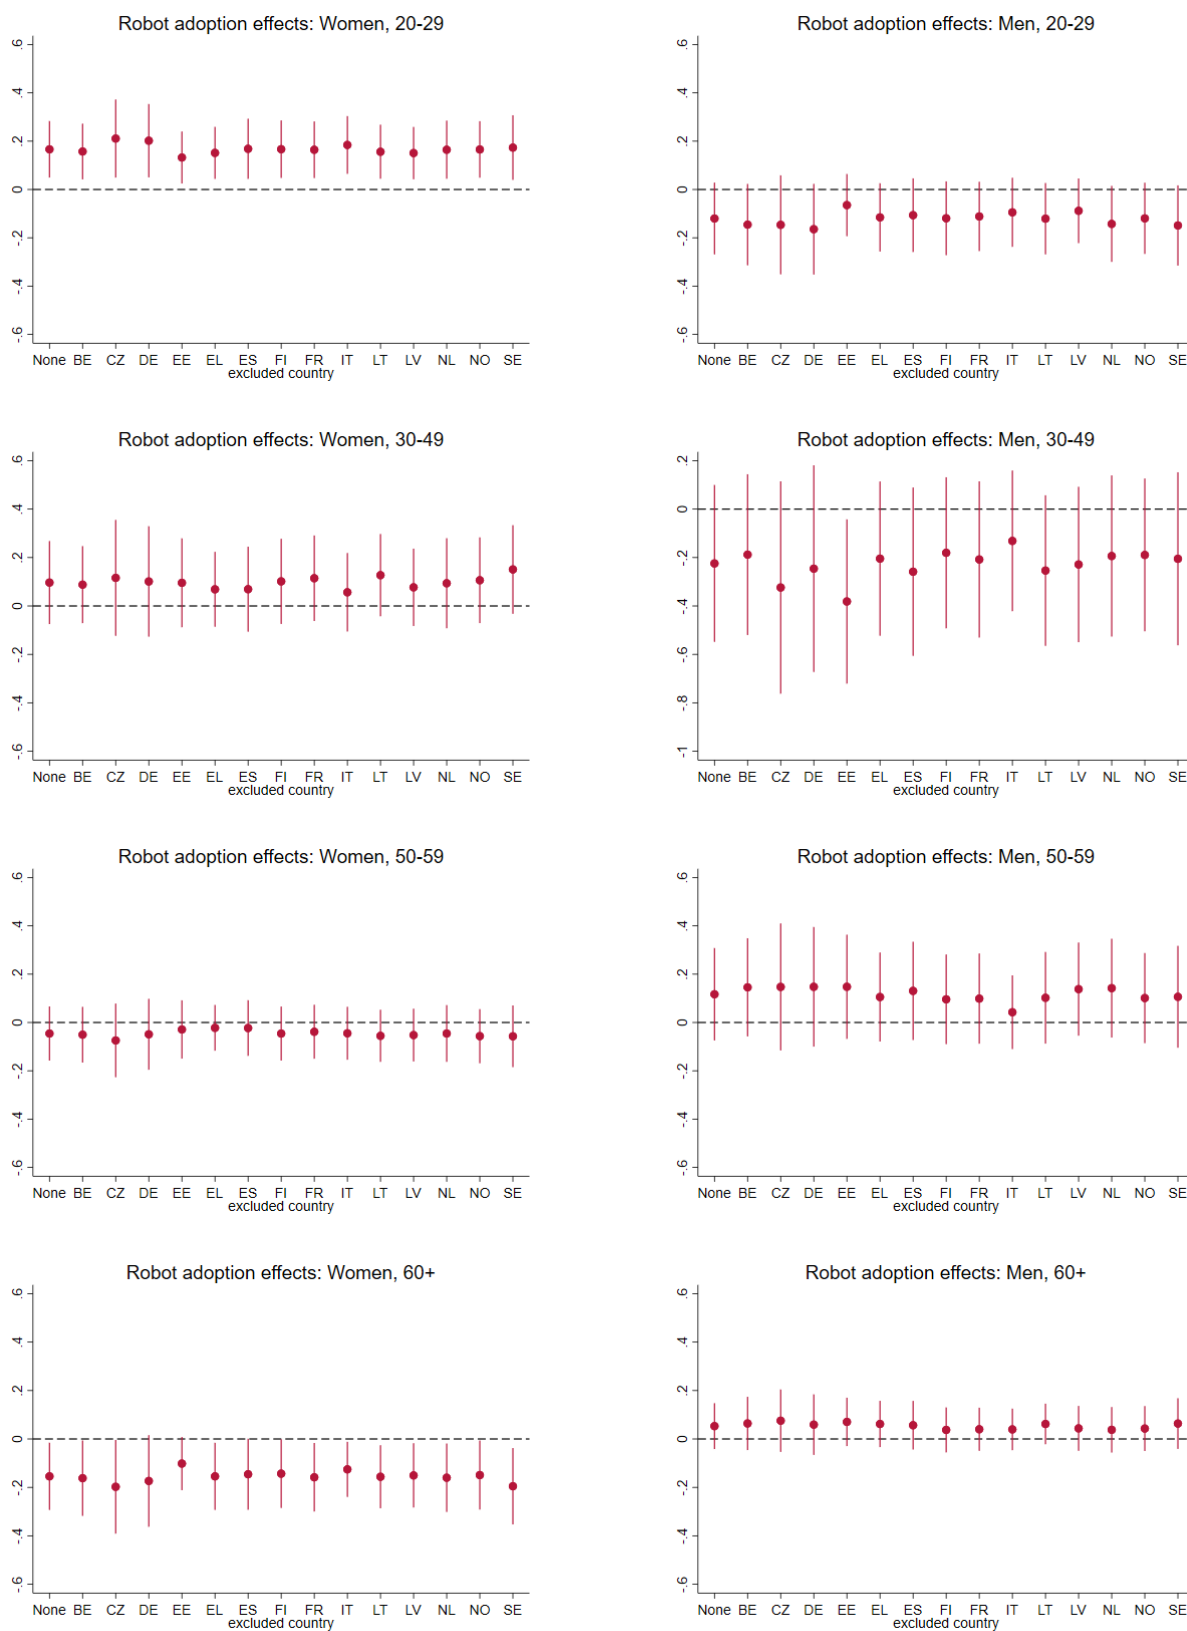 Robot adoption effects: Women, 20-29
.6
.4
.2
0
-.2
-.4
-.6
None BE CZ DE EE EL ES FI FR IT LT LV NL NO SE
excluded country
Robot adoption effects: Men, 20-29
.6
.4
.2
0
-.2
-.4
-.6
None BE CZ DE EE EL ES FI FR IT LT LV NL NO SE
excluded country
Robot adoption effects: Women, 30-49
.6
.4
.2
0
-.2
-.4
-.6
None BE CZ DE EE EL ES FI FR IT LT LV NL NO SE
excluded country
Robot adoption effects: Men, 30-49
.2
0
-.2
-.4
-.6
-.8
-1
None BE CZ DE EE EL ES FI FR IT LT LV NL NO SE
excluded country
Robot adoption effects: Women, 50-59
.6
.4
.2
0
-.2
-.4
-.6
None BE CZ DE EE EL ES FI FR IT LT LV NL NO SE
excluded country
Robot adoption effects: Men, 50-59
.6
.4
.2
0
-.2
-.4
-.6
None BE CZ DE EE EL ES FI FR IT LT LV NL NO SE
excluded country
Robot adoption effects: Women, 60+
.6
.4
.2
0
-.2
-.4
-.6
None BE CZ DE EE EL ES FI FR IT LT LV NL NO SE
excluded country
Robot adoption effects: Men, 60+
.6
.4
.2
0
-.2
-.4
-.6
None BE CZ DE EE EL ES FI FR IT LT LV NL NO SE
excluded country